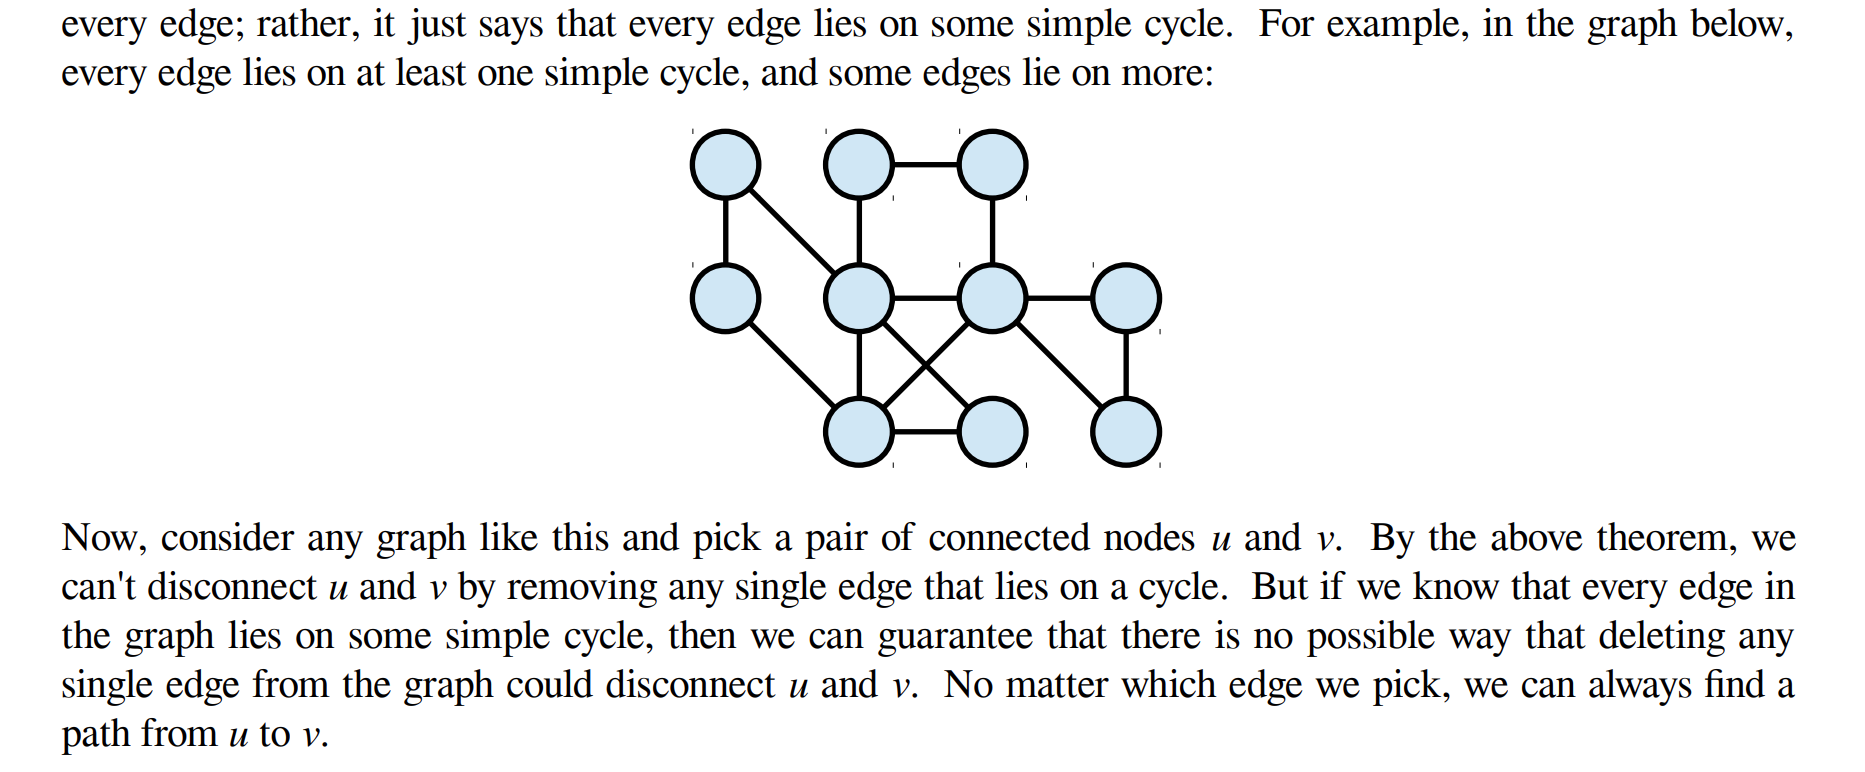 every edge; rather, it just says that every edge lies on some simple cycle. For example, in the graph below,
every edge lies on at least one simple cycle, and some edges lie on more:
Now, consider any graph like this and pick a pair of connected nodes u and v. By the above theorem, we
can't disconnect u and v by removing any single edge that lies on a cycle. But if we know that every edge in
the graph lies on some simple cycle, then we can guarantee that there is no possible way that deleting any
single edge from the graph could disconnect u and v. No matter which edge we pick, we can always find a
path from u to v.